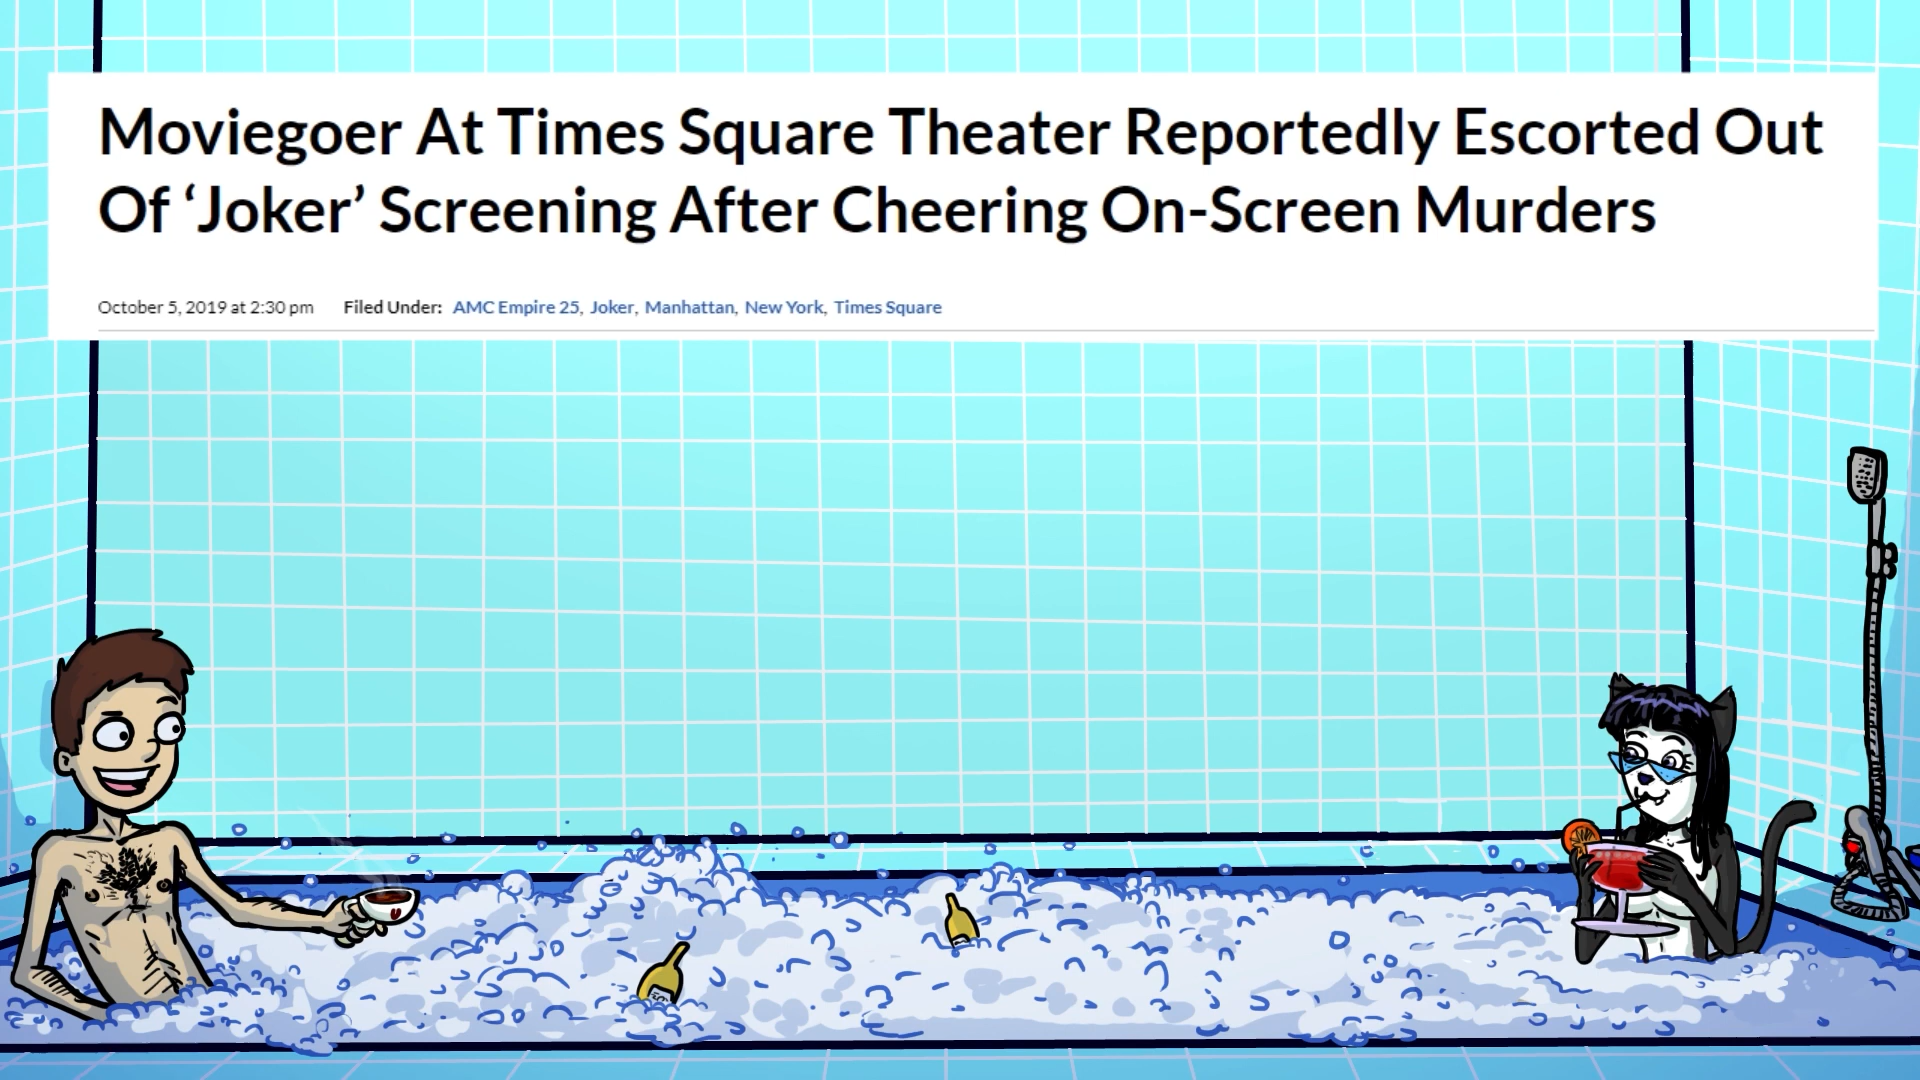 Moviegoer At Times Square Theater Reportedly Escorted Out
Of ‘Joker’ Screening After Cheering On-Screen Murders
October 5, 2019 at 2:30 pm Filed Under: AMC Empire 25, Joker, Manhattan, New York, Times Square